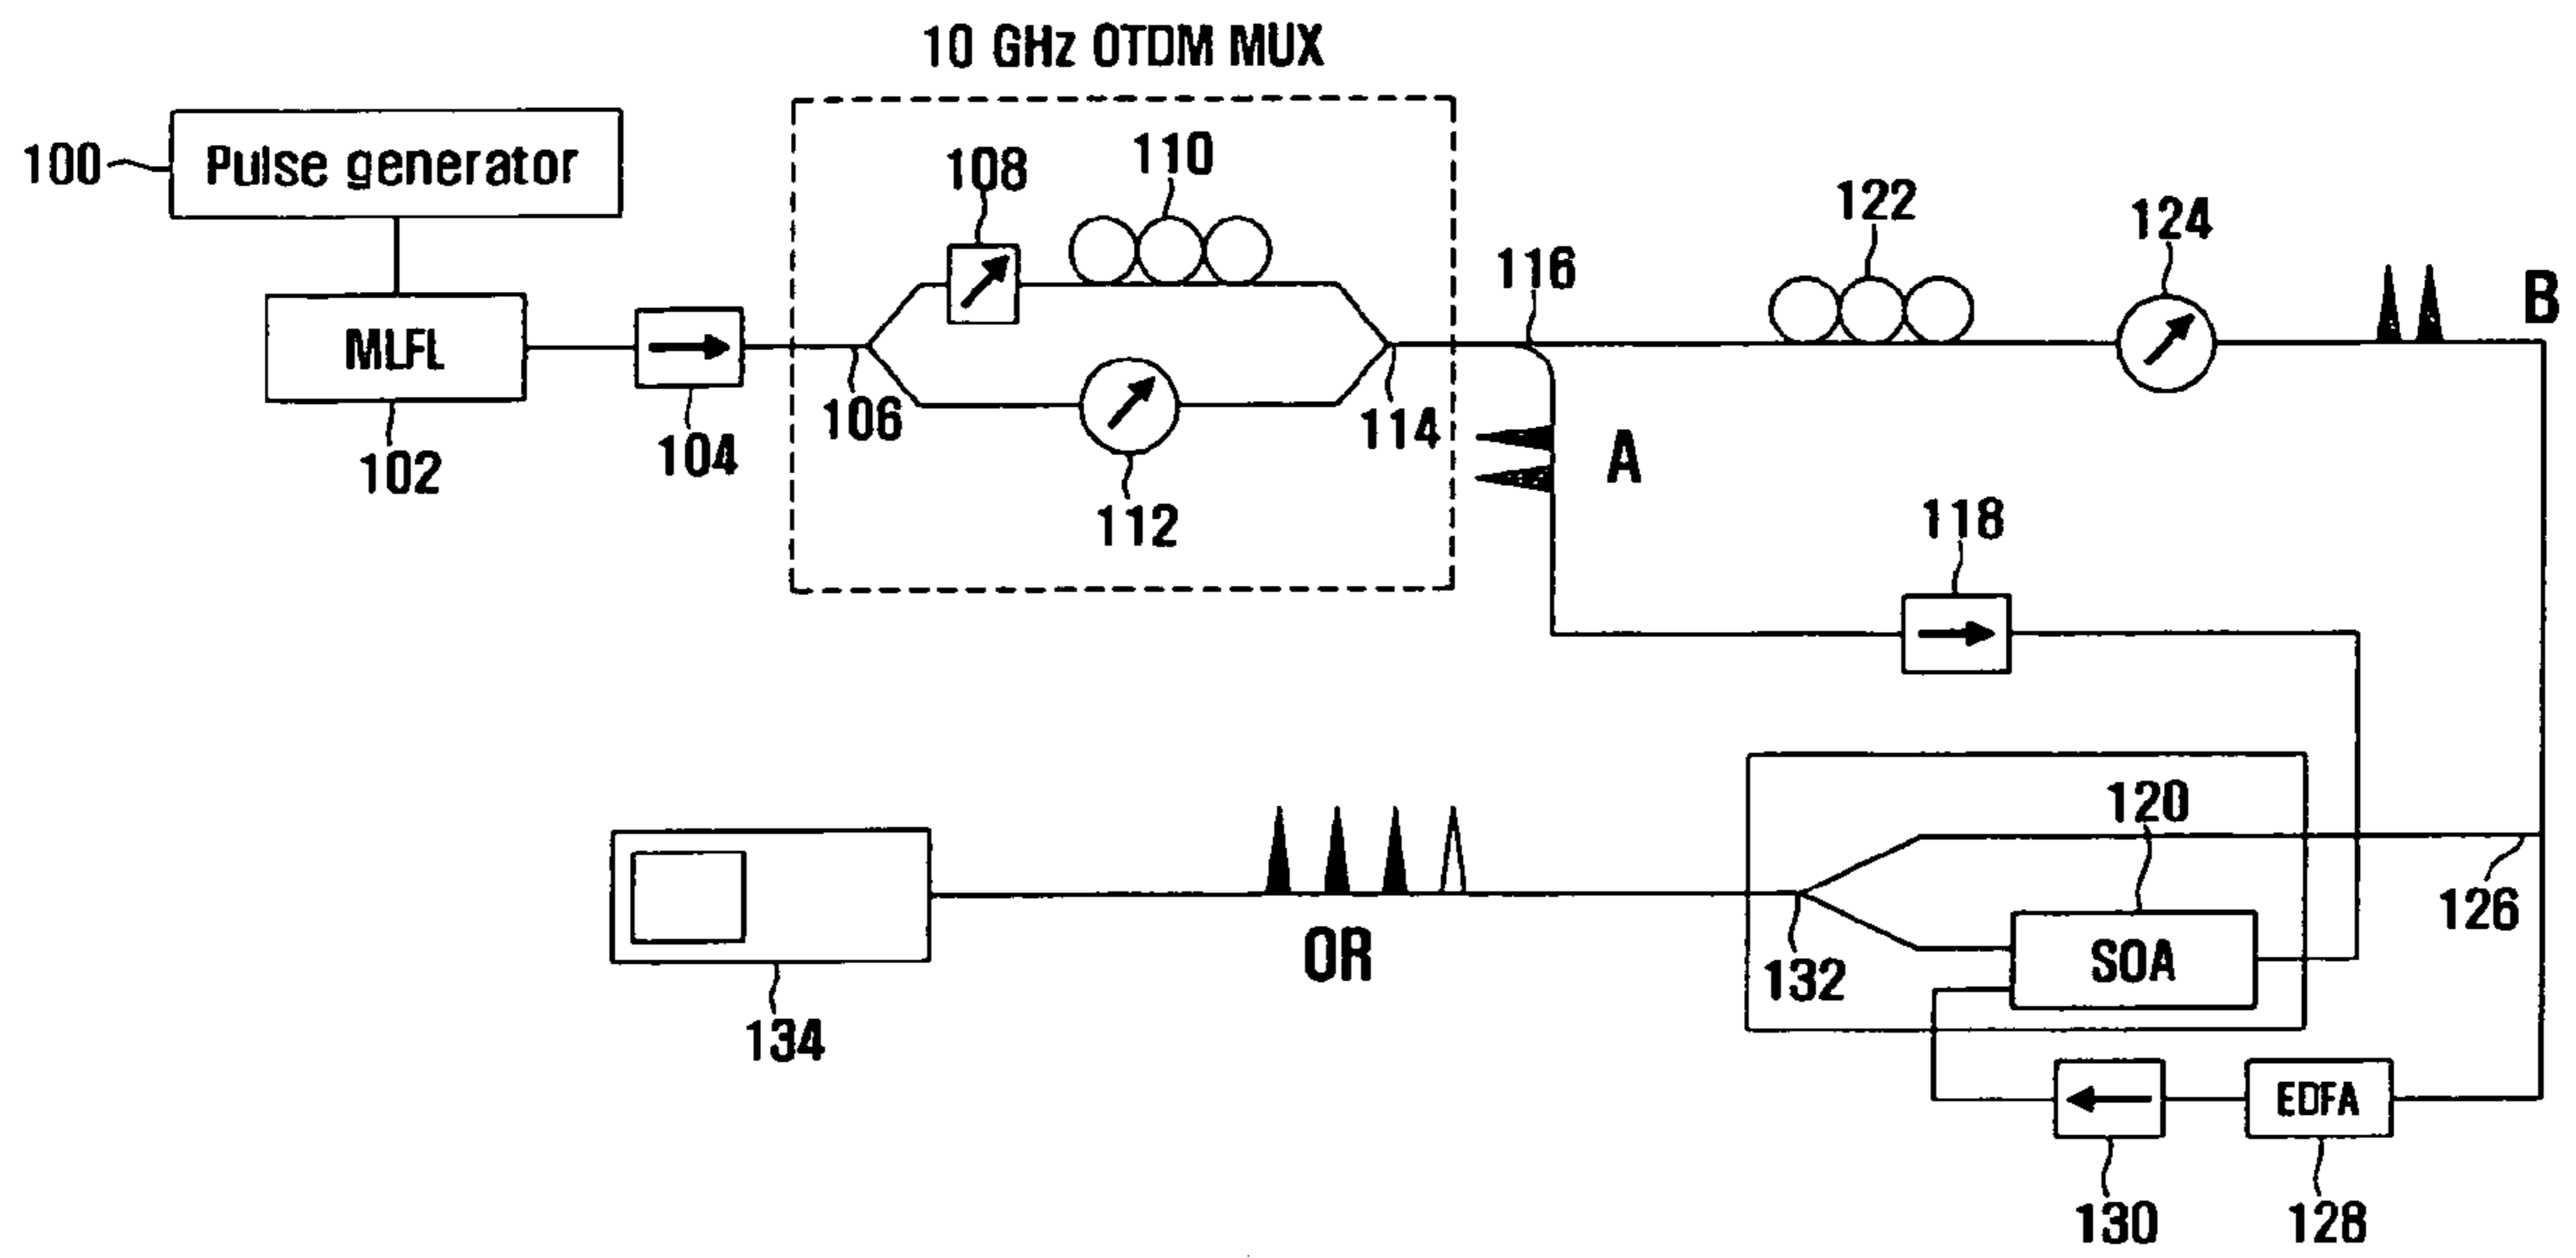 10 GHz OTDM MUX
100
Pulse generator
108
110
122
124
116
B
MLFL
106
114
104
102
A
112
118
120
126
OR
132
SOA
134
EDFA
130
128